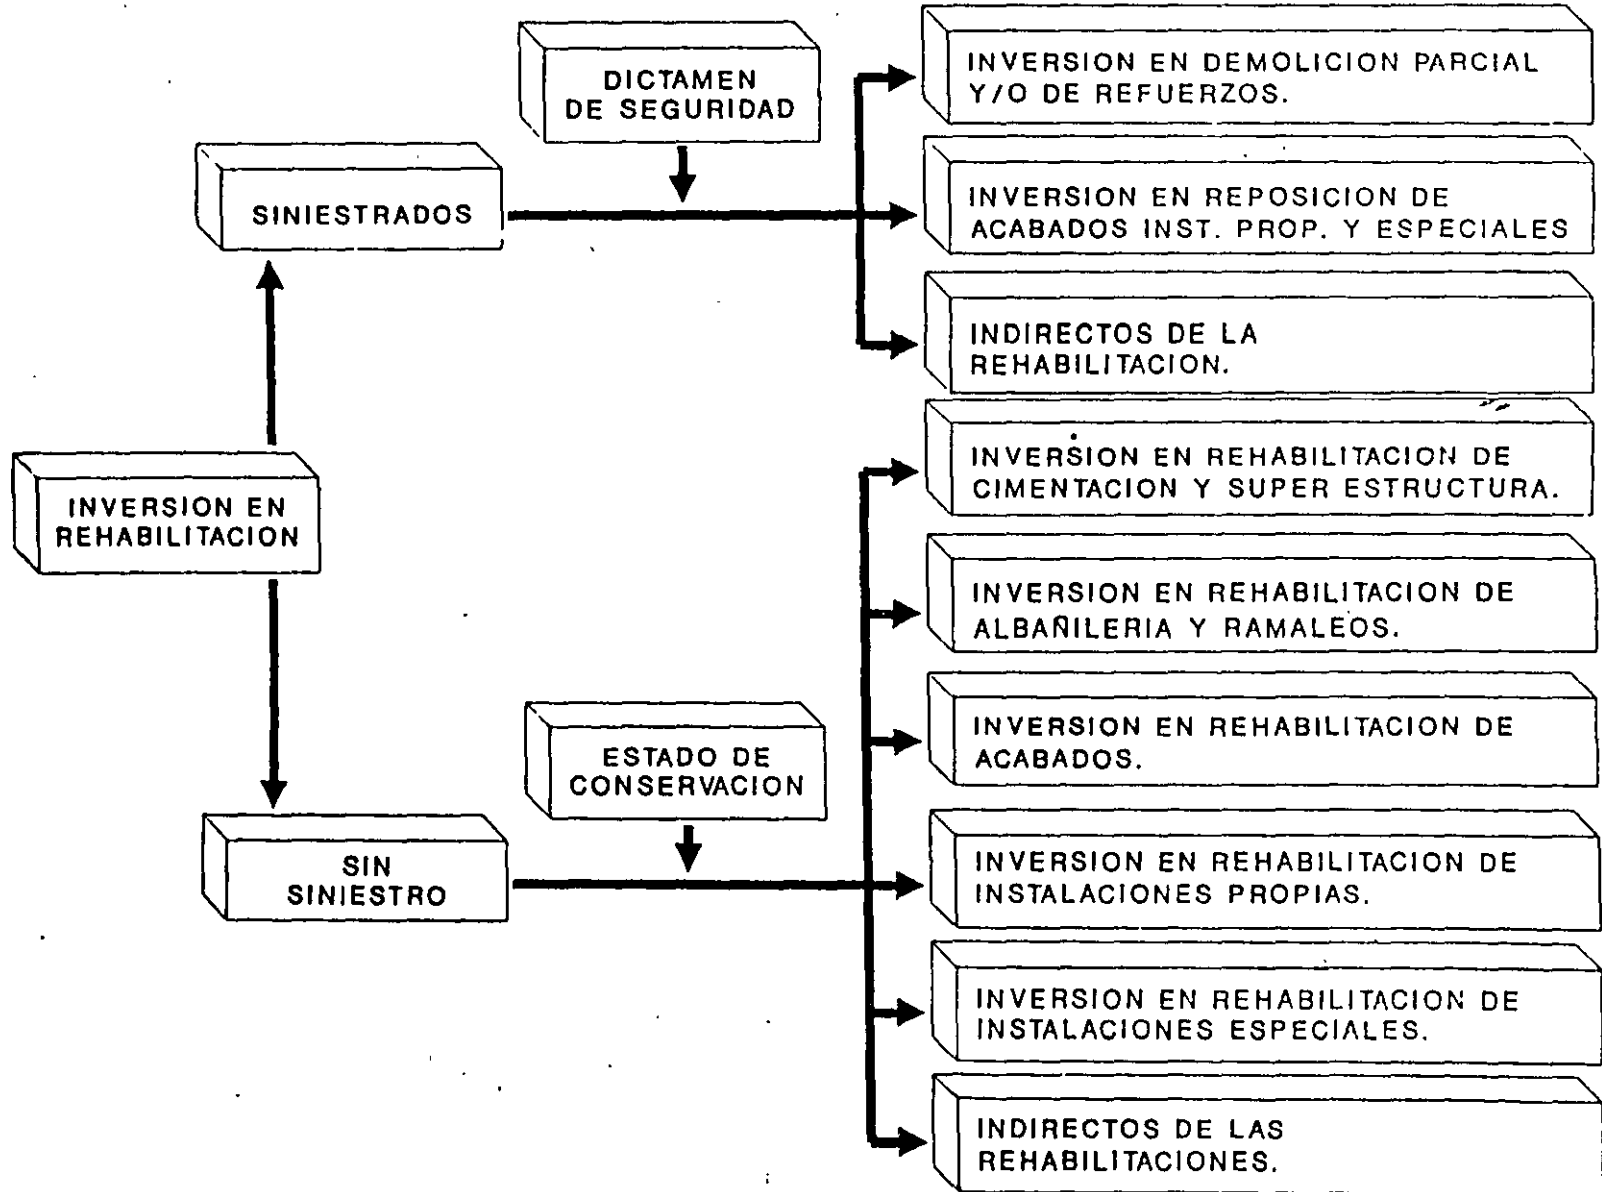 DICTAMEN
DE SEGURIDAD
INVERSION EN DEMOLICION PARCIAL
Y/O DE REFUERZOS.
SINIESTRADOS
INVERSION EN REPOSICION DE
ACABADOS INST. PROP. Y ESPECIALES
INDIRECTOS DE LA
REHABILITACION.
INVERSION EN
REHABILITACION
INVERSION EN REHABILITACION DE
CIMENTACION Y SUPER ESTRUCTURA.
INVERSION EN REHABILITACION DE
ALBAÑILERIA Y RAMALEOS.
INVERSION EN REHABILITACION DE
ACABADOS.
ESTADO DE
CONSERVACION
SIN
SINIESTRO
INVERSION EN REHABILITACION DE
INSTALACIONES PROPIAS.
INVERSION EN REHABILITACION DE
INSTALACIONES ESPECIALES.
INDIRECTOS DE LAS
REHABILITACIONES.